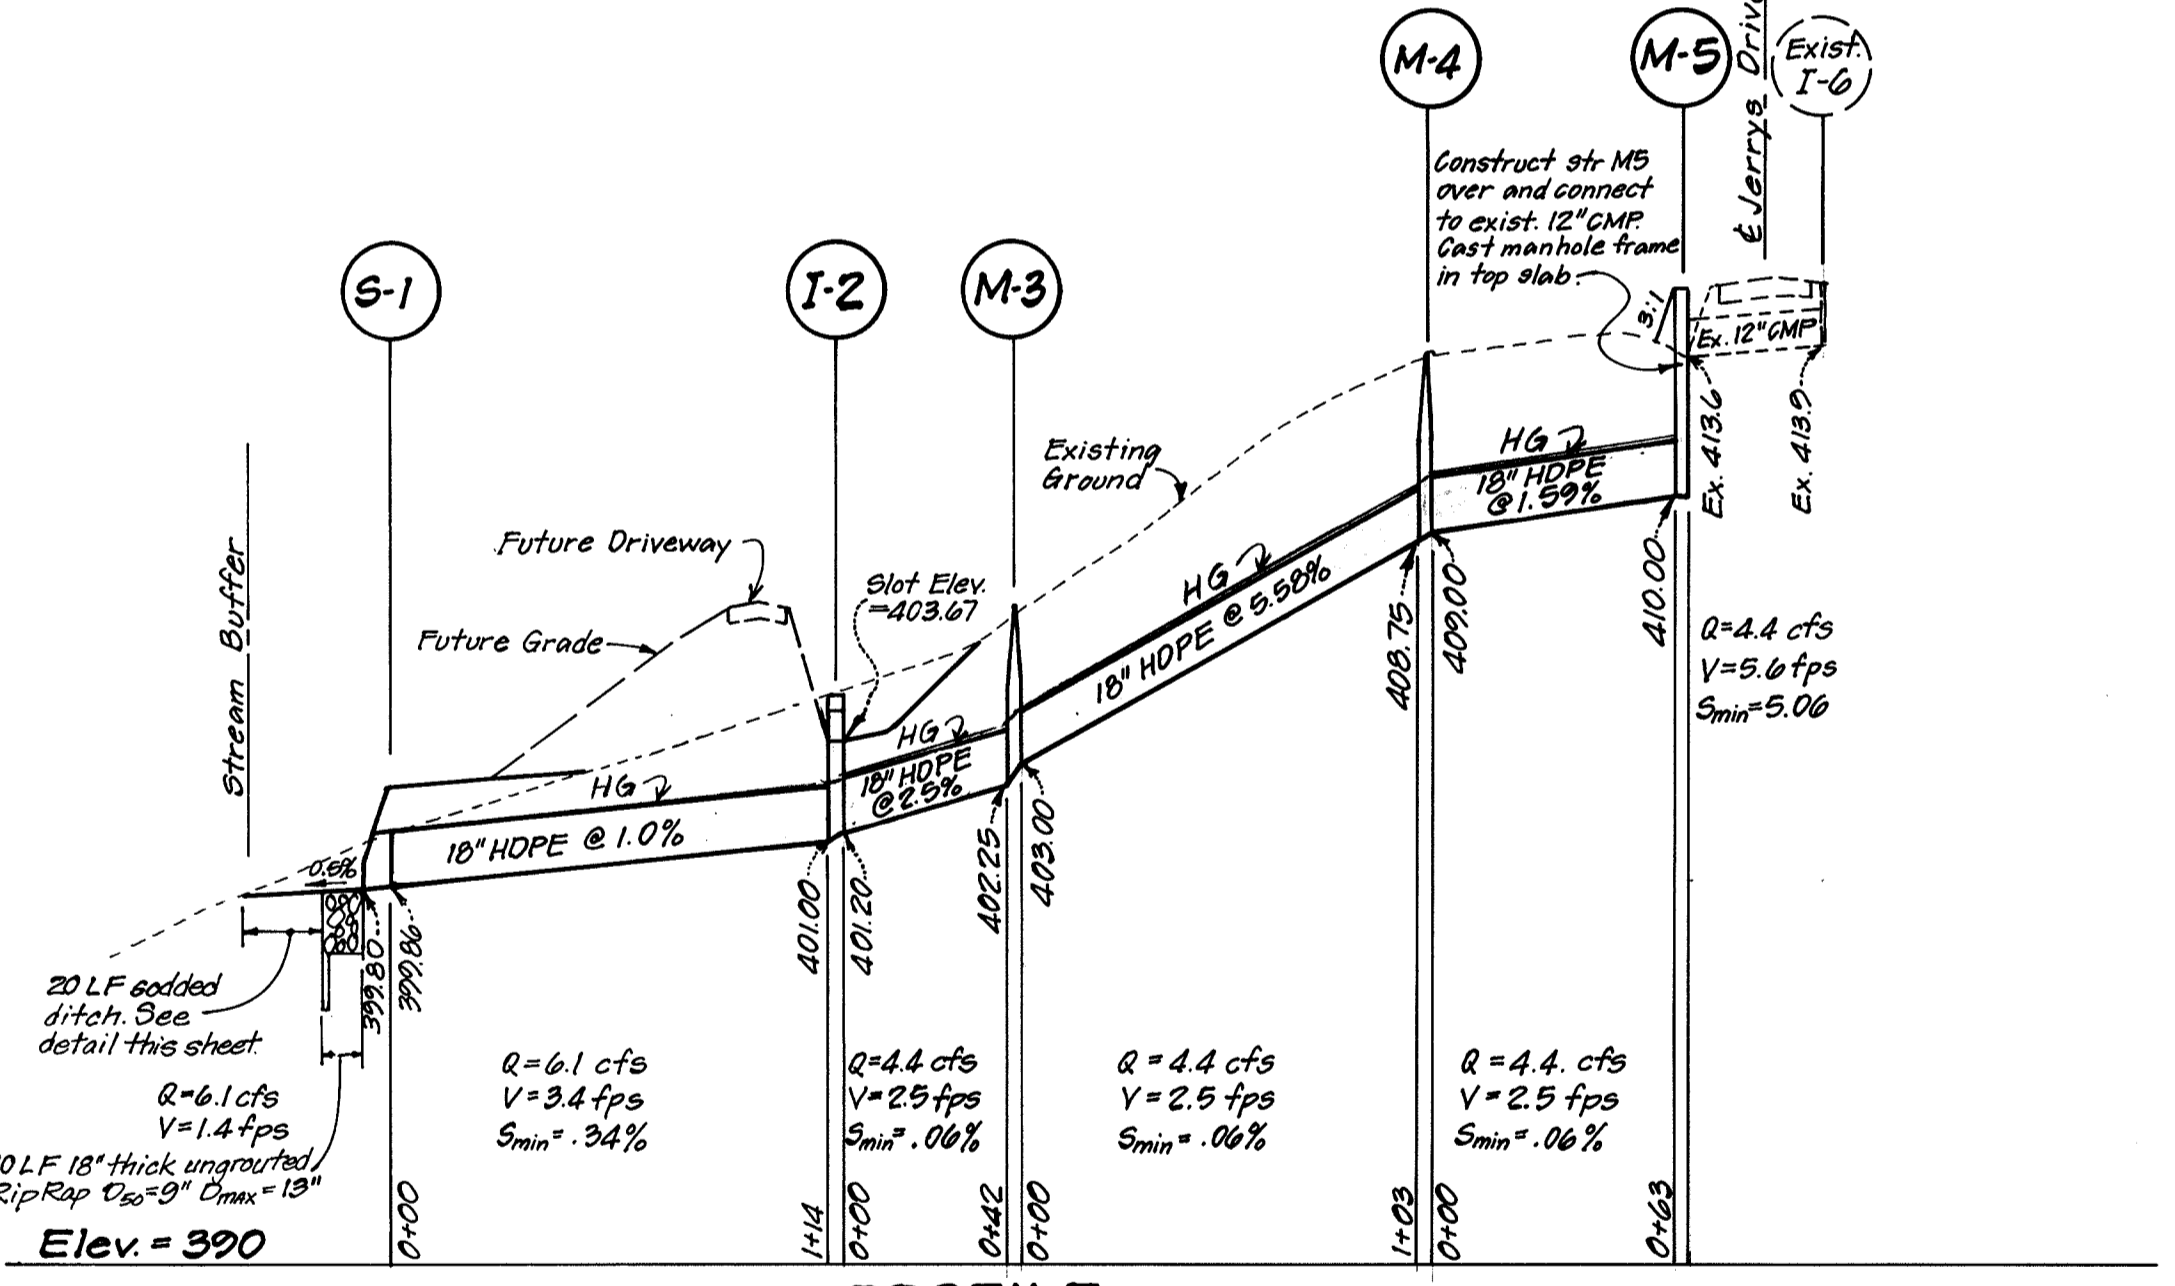 M-4
M-5
℄ Jerrys
Exist.
I-6
Construct str M5
over and connect
to exist. 12" CMP.
Cast manhole frame
in top slab.
S-1
I-2
M-3
3:1
Ex. 12" CMP
HG
18" HDPE
@ 1.59%
Ex. 413.6
Ex. 413.9
Existing
Ground
Future Driveway
Slot Elev.
=403.67
HG
18" HDPE @ 5.58%
Stream Buffer
Future Grade
408.75
409.00
410.00
Q=4.4 cfs
V=5.6 fps
Smin=5.06
HG
18" HDPE
@ 2.5%
HG
18" HDPE @ 1.0%
0.5%
399.80
399.86
401.00
401.20
402.25
403.00
20 LF sodded
ditch. See
detail this sheet.
Q=6.1 cfs
V=1.4 fps
LF 18" thick ungrouted
RipRap D50=9" DMAX=13"
Q=6.1 cfs
V=3.4 fps
Smin=.34%
Q=4.4 cfs
V=2.5 fps
Smin=.06%
Q=4.4 cfs
V=2.5 fps
Smin=.06%
Q=4.4. cfs
V=2.5 fps
Smin=.06%
Elev. = 390
0+00
1+14
0+00
0+42
0+00
1+03
0+00
0+63